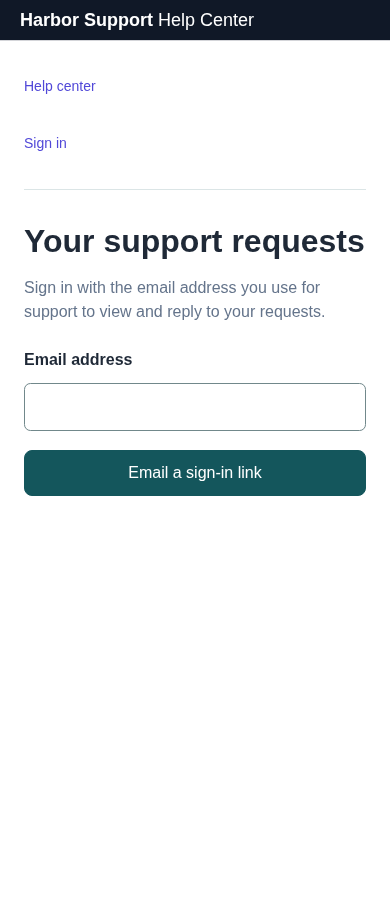 Harbor Support Help Center
Help center
Sign in
Your support requests
Sign in with the email address you use for
support to view and reply to your requests.
Email address
Email a sign-in link